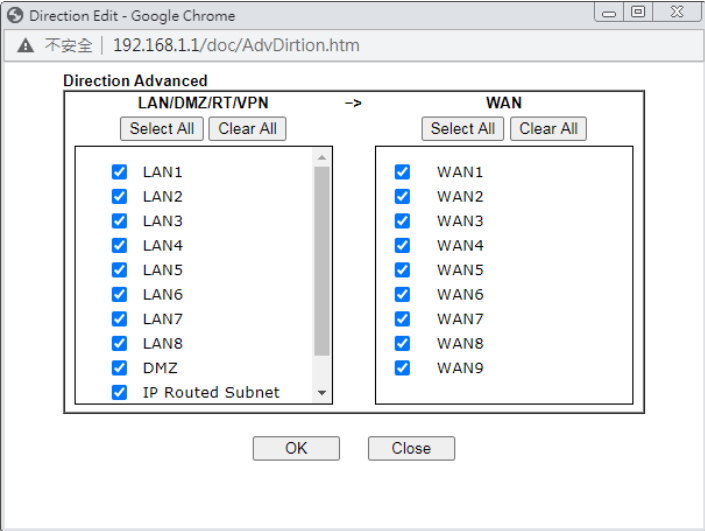 Direction Edit - Google Chrome
不安全 | 192.168.1.1/doc/AdvDirtion.htm
Direction Advanced
LAN/DMZ/RT/VPN –> WAN
Select All Clear All Select All Clear All
LAN1 WAN1
LAN2 WAN2
LAN3 WAN3
LAN4 WAN4
LAN5 WAN5
LAN6 WAN6
LAN7 WAN7
LAN8 WAN8
DMZ WAN9
IP Routed Subnet
OK Close